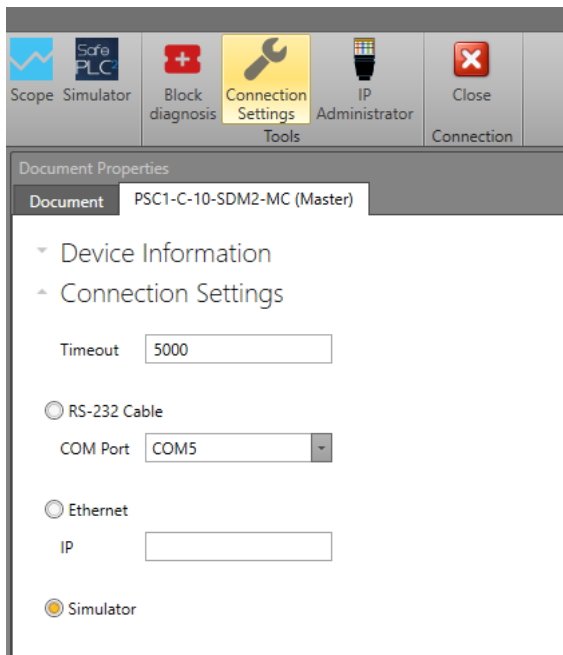 Safe
PLC²
Scope Simulator Block diagnosis Connection Settings IP Administrator Close
Tools Connection
Document Properties
Document PSC1-C-10-SDM2-MC (Master)
Device Information
Connection Settings
Timeout 5000
RS-232 Cable
COM Port COM5
Ethernet
IP
Simulator